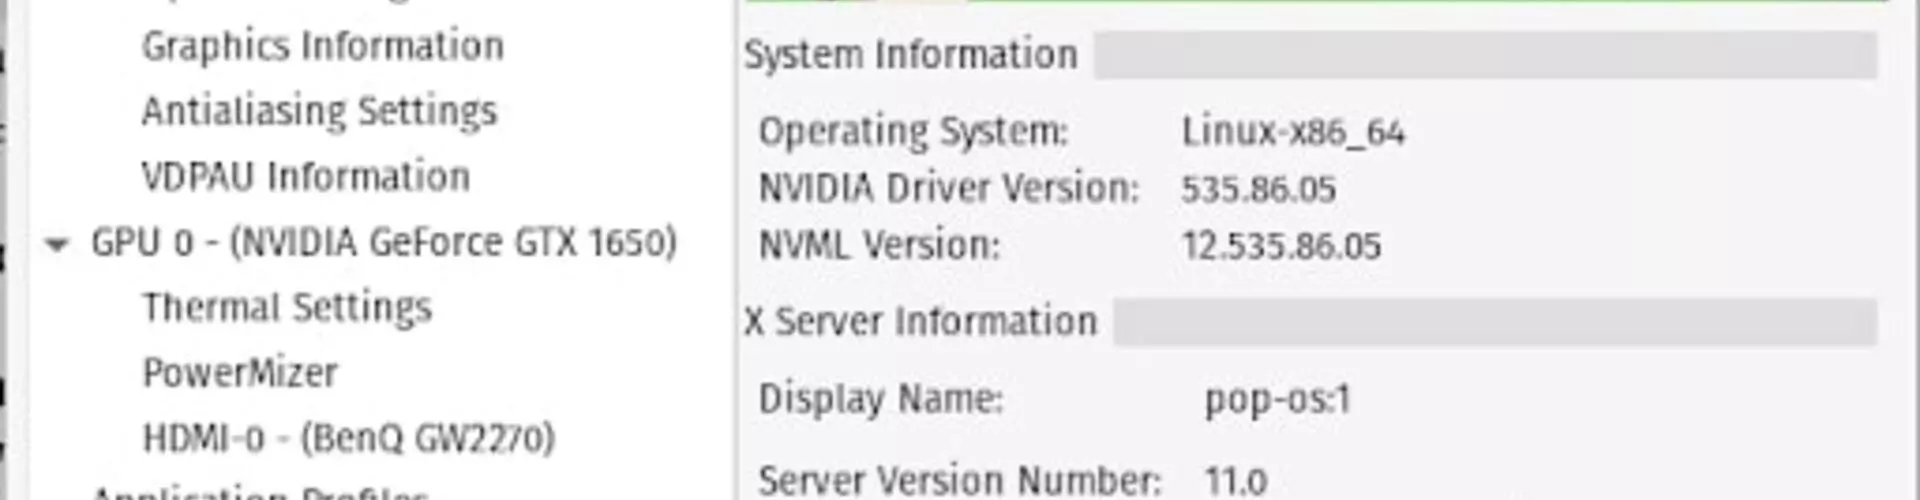 Graphics Information
Antialiasing Settings
VDPAU Information
GPU 0 - (NVIDIA GeForce GTX 1650)
Thermal Settings
PowerMizer
HDMI-0 - (BenQ GW2270)
Application Profiles
System Information
Operating System: Linux-x86_64
NVIDIA Driver Version: 535.86.05
NVML Version: 12.535.86.05
X Server Information
Display Name: pop-os:1
Server Version Number: 11.0